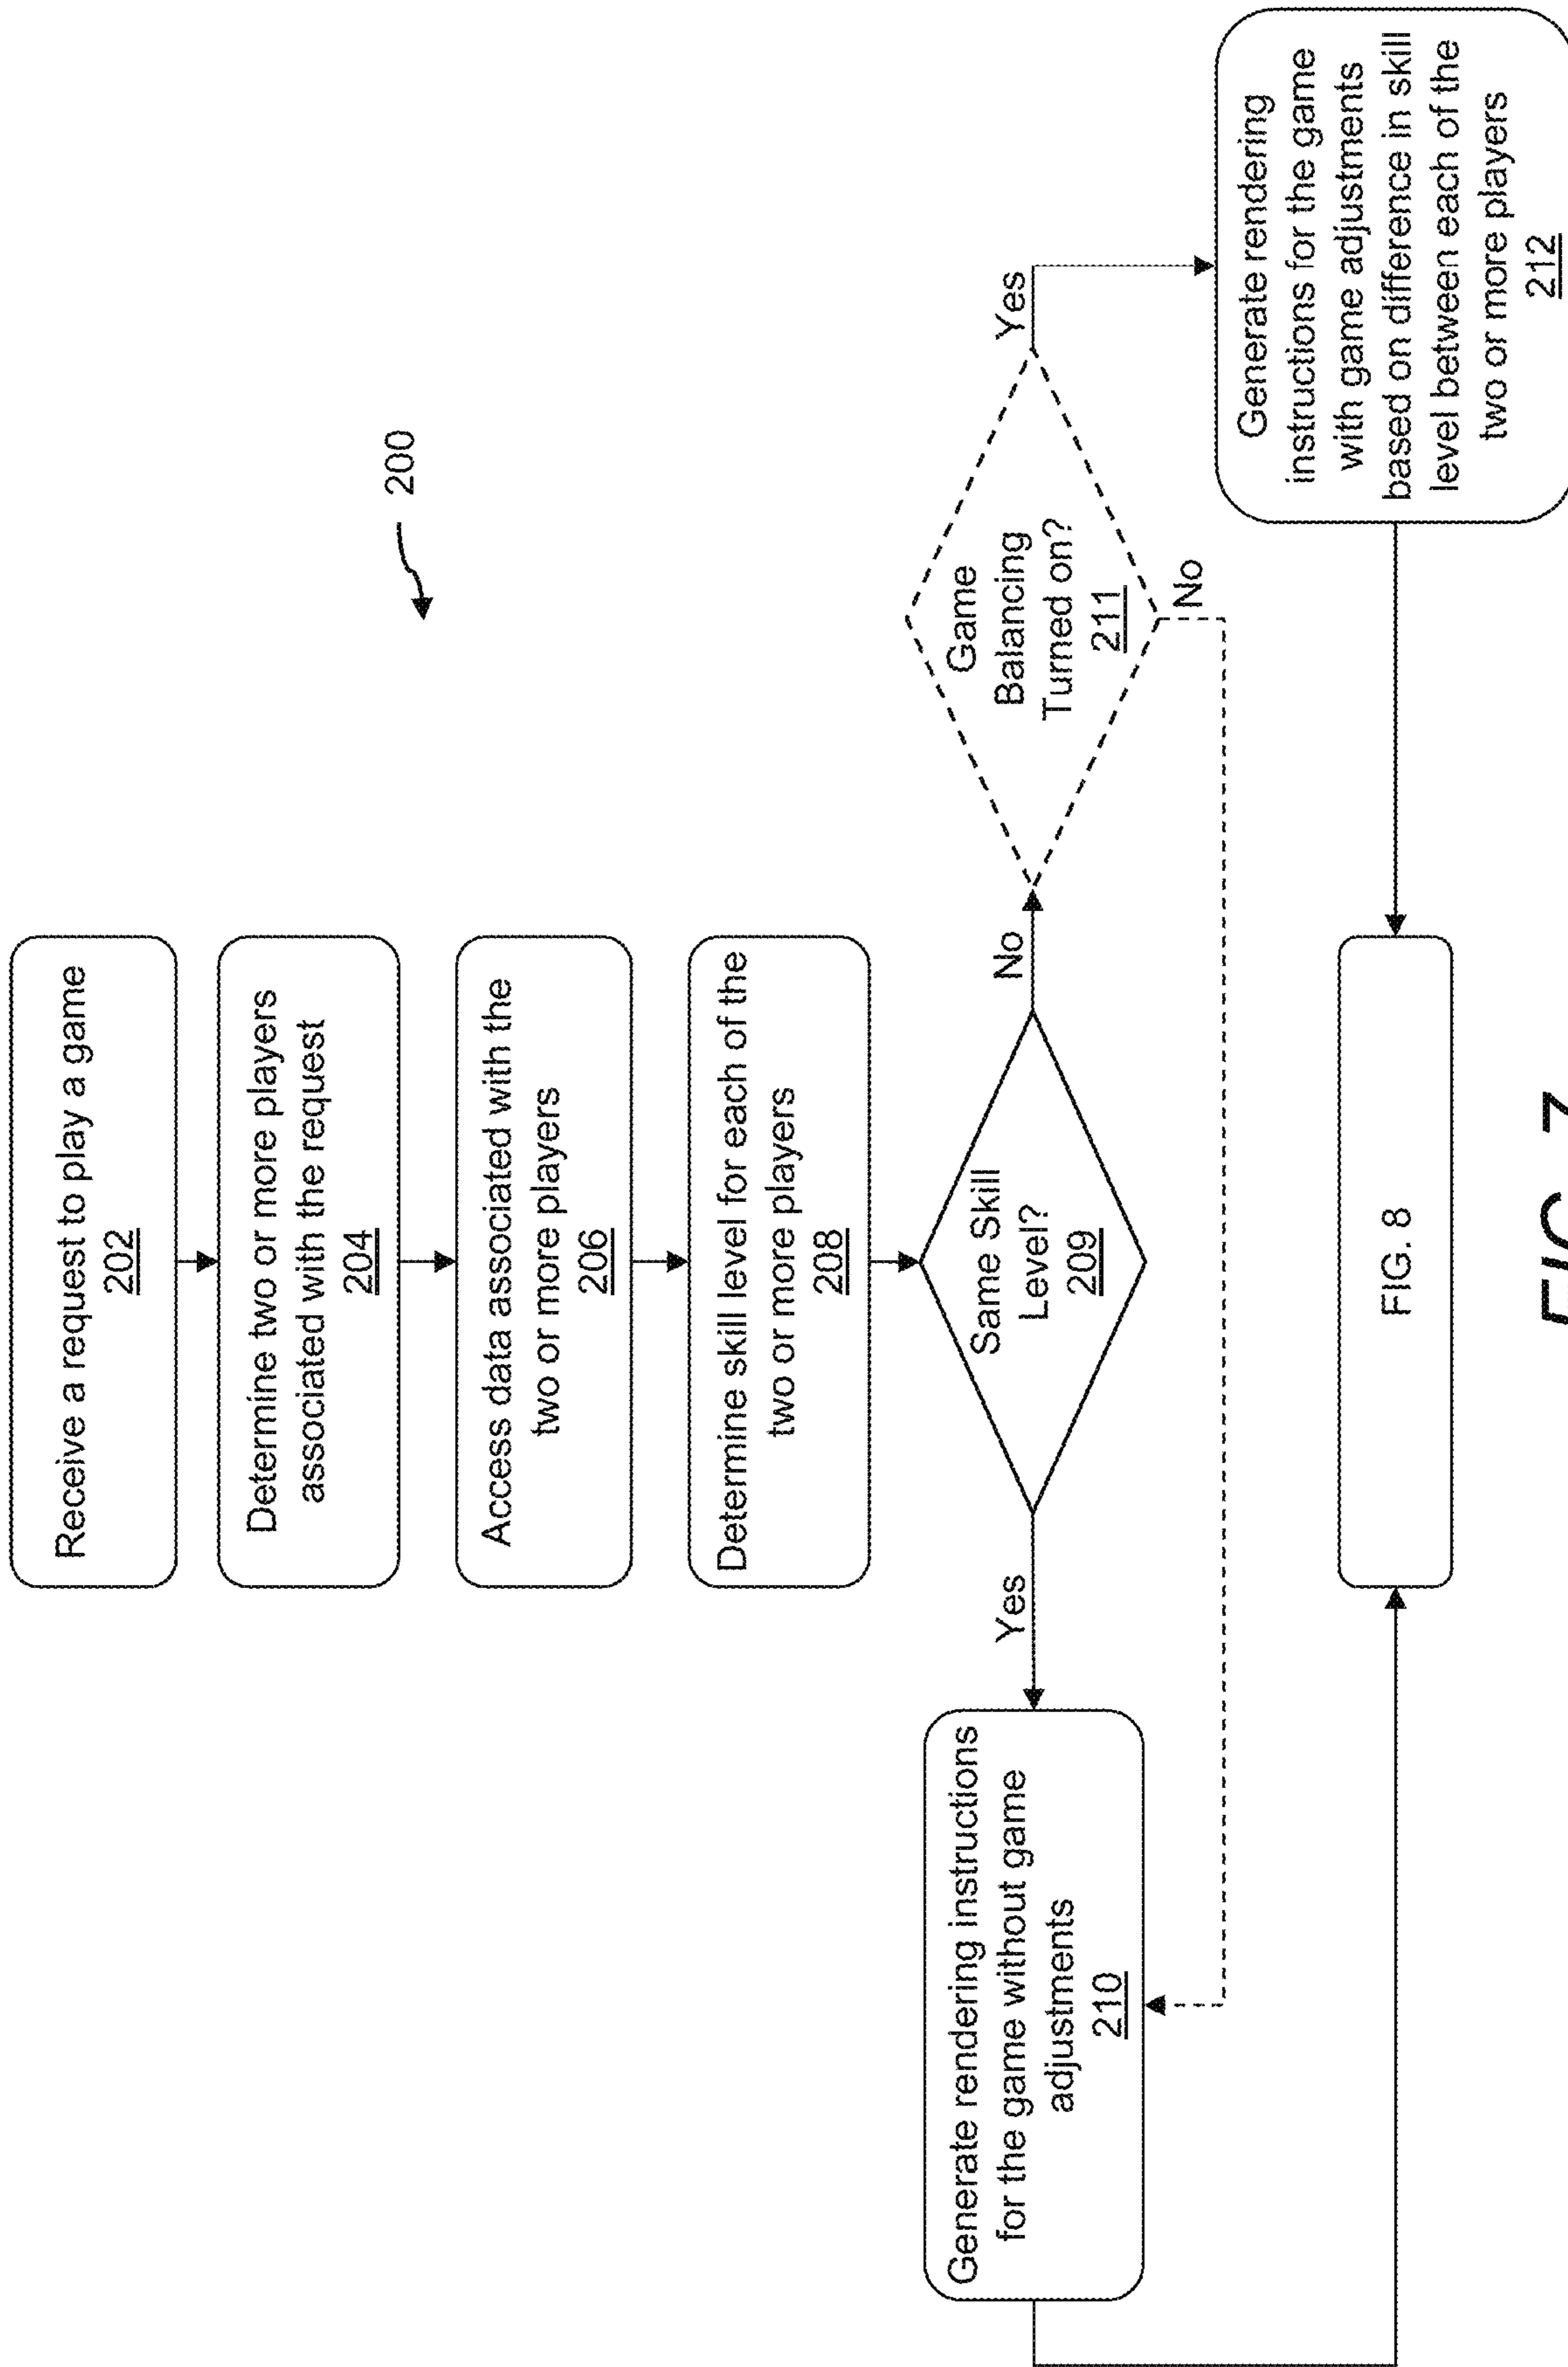 200
Receive a request to play a game
202
Determine two or more players
associated with the request
204
Access data associated with the
two or more players
206
Determine skill level for each of the
two or more players
208
Same Skill
Level?
209
Yes
No
Generate rendering instructions
for the game without game
adjustments
210
Game
Balancing
Turned on?
211
Yes
No
Generate rendering
instructions for the game
with game adjustments
based on difference in skill
level between each of the
two or more players
212
FIG. 8
FIG. 7